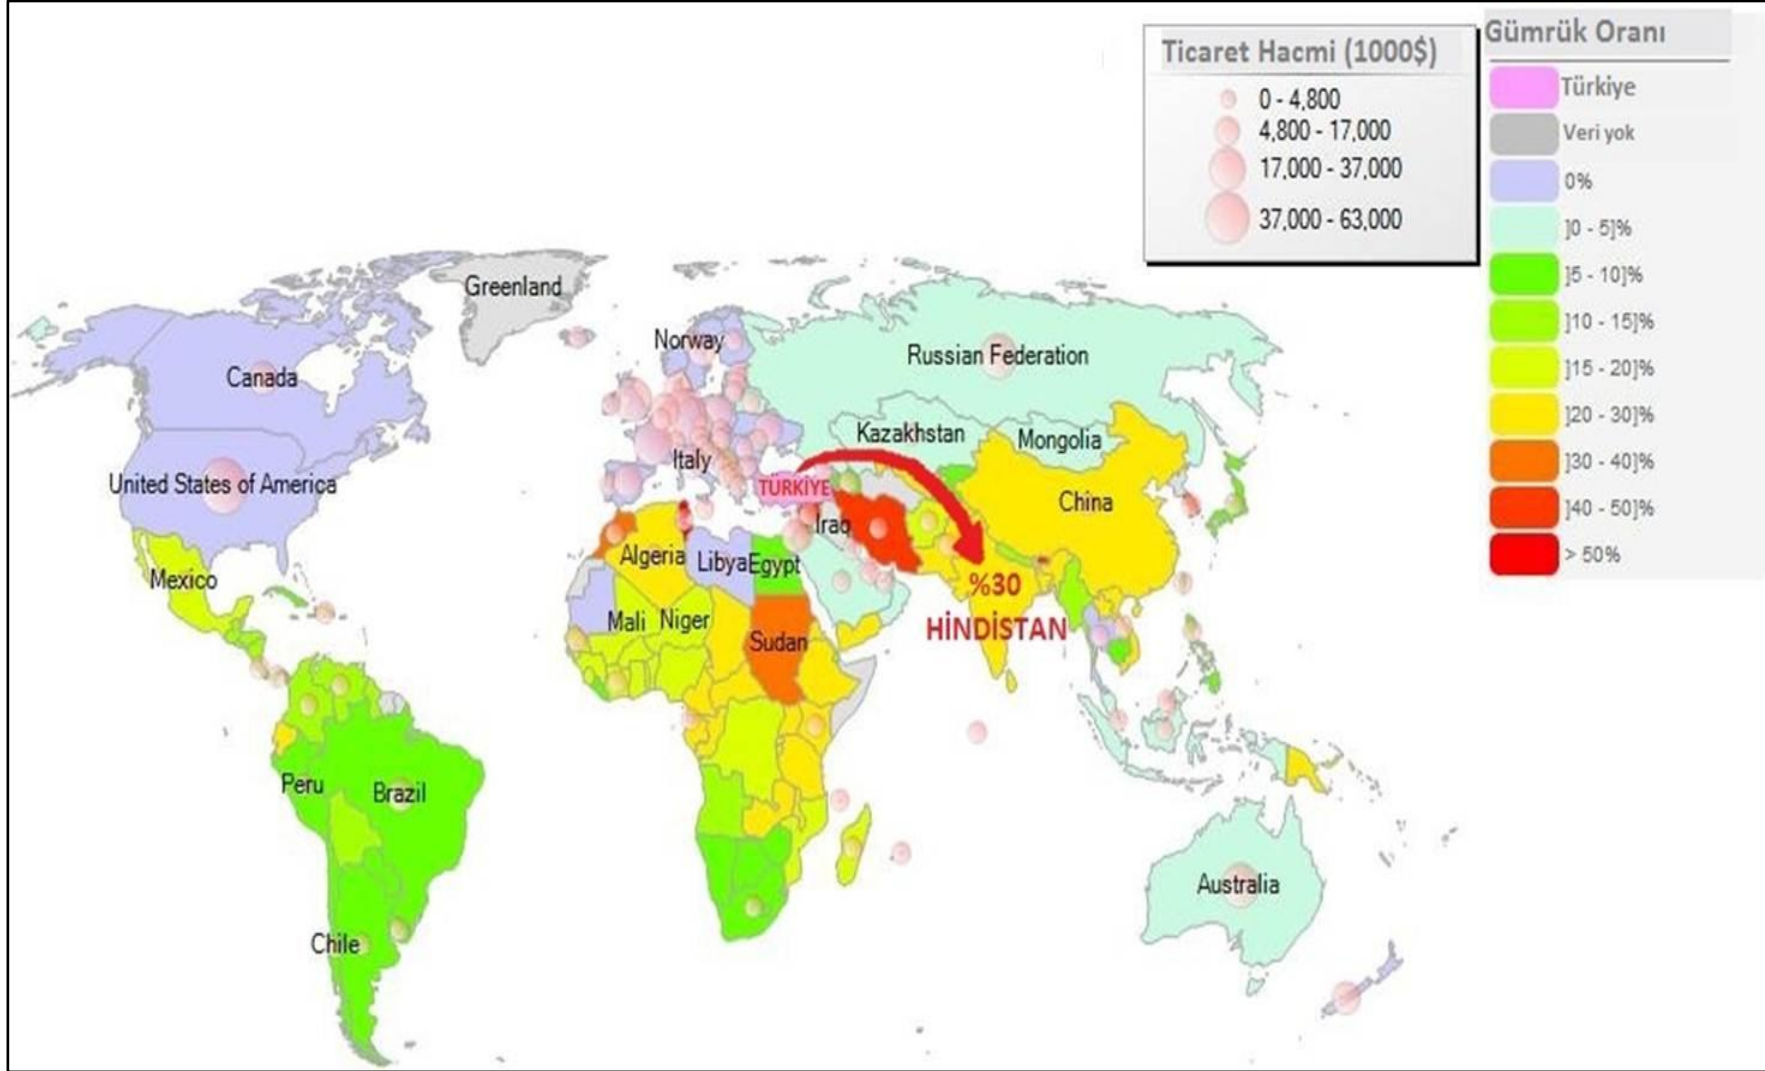 Ticaret Hacmi (1000$)
0 - 4,800
4,800 - 17,000
17,000 - 37,000
37,000 - 63,000
Gümrük Oranı
Türkiye
Veri yok
0%
]0 - 5]%
]5 - 10]%
]10 - 15]%
]15 - 20]%
]20 - 30]%
]30 - 40]%
]40 - 50]%
> 50%
Greenland
Norway
Russian Federation
Canada
Kazakhstan
Mongolia
Italy
United States of America
TÜRKİYE
China
Iraq
Algeria
Libya
Egypt
Mexico
%30
HİNDİSTAN
Mali
Niger
Sudan
Peru
Brazil
Australia
Chile